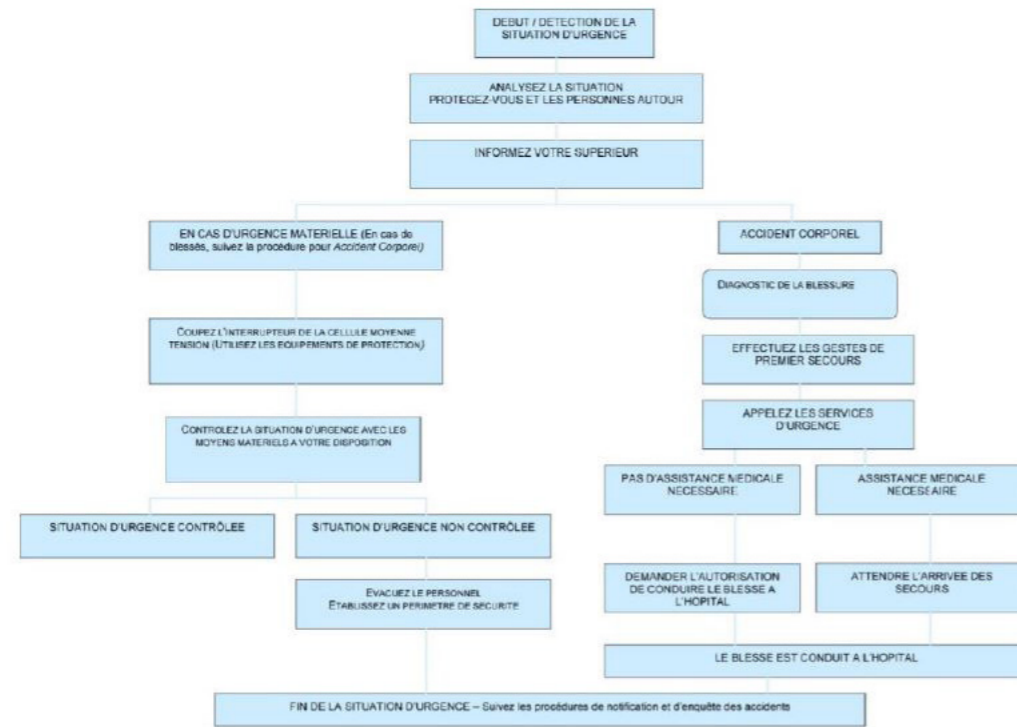 DEBUT / DETECTION DE LA
SITUATION D'URGENCE
ANALYSEZ LA SITUATION
PROTEGEZ-VOUS ET LES PERSONNES AUTOUR
INFORMEZ VOTRE SUPERIEUR
EN CAS D'URGENCE MATERIELLE (En cas de
blessés, suivez la procédure pour Accident Corporel)
COUPEZ L'INTERRUPTEUR DE LA CELLULE MOYENNE
TENSION (UTILISEZ LES EQUIPEMENTS DE PROTECTION)
CONTROLEZ LA SITUATION D'URGENCE AVEC LES
MOYENS MATERIELS A VOTRE DISPOSITION
SITUATION D'URGENCE CONTRÔLEE
SITUATION D'URGENCE NON CONTRÔLEE
EVACUEZ LE PERSONNEL
ETABLISSEZ UN PERIMETRE DE SECURITE
ACCIDENT CORPOREL
DIAGNOSTIC DE LA BLESSURE
EFFECTUEZ LES GESTES DE
PREMIER SECOURS
APPELEZ LES SERVICES
D'URGENCE
PAS D'ASSISTANCE MEDICALE
NECESSAIRE
ASSISTANCE MEDICALE
NECESSAIRE
DEMANDER L'AUTORISATION
DE CONDUIRE LE BLESSE A
L'HOPITAL
ATTENDRE L'ARRIVEE DES
SECOURS
LE BLESSE EST CONDUIT A L'HOPITAL
FIN DE LA SITUATION D'URGENCE – Suivez les procédures de notification et d'enquête des accidents